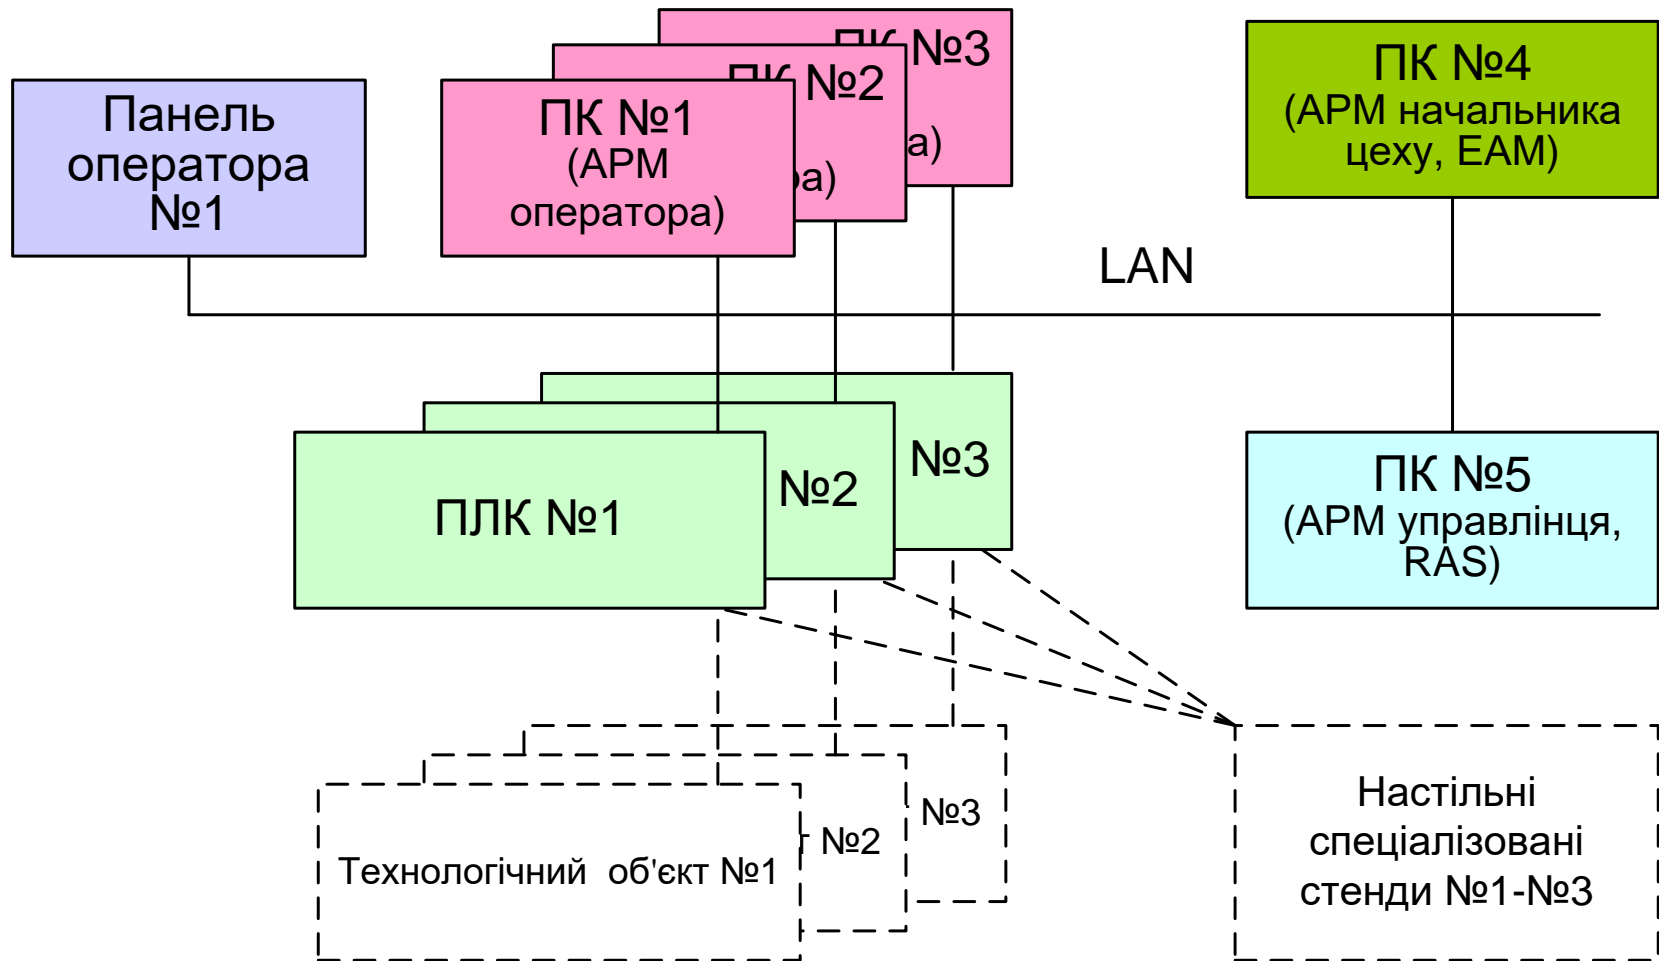 Панель
оператора
№1
ПК №1
(АРМ
оператора)
ПК №2
ра)
ПК №3
а)
ПК №4
(АРМ начальника
цеху, ЕАМ)
LAN
ПЛК №1
№2
№3
ПК №5
(АРМ управлінця,
RAS)
Технологічний об'єкт №1
№2
№3
Настільні
спеціалізовані
стенди №1-№3